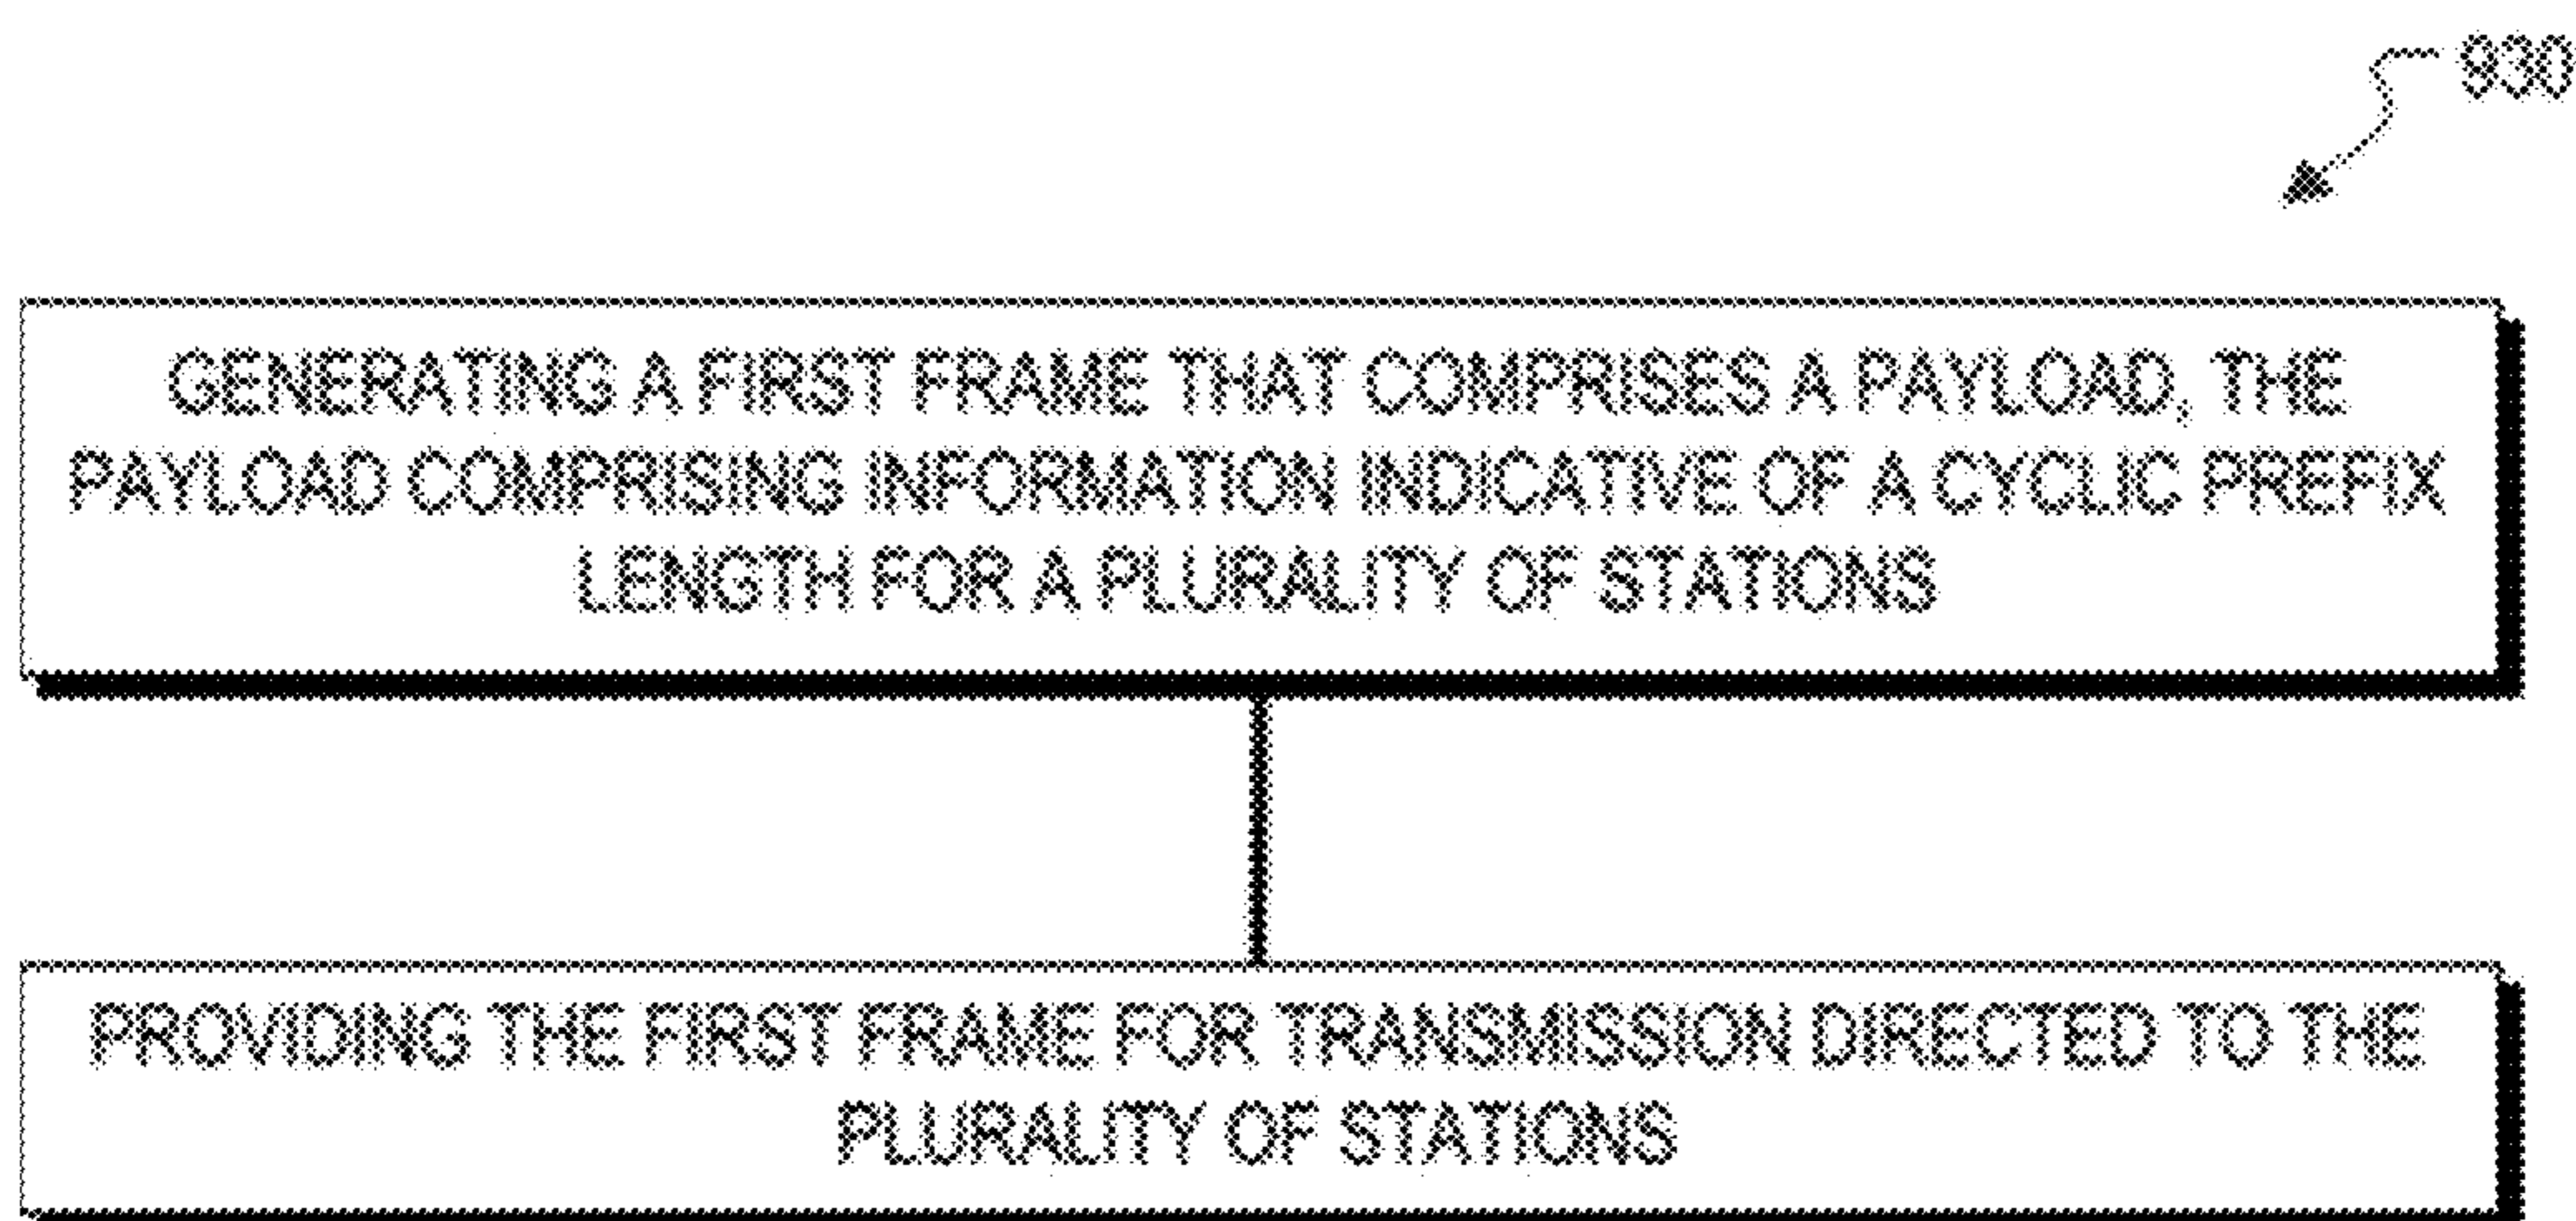 930
GENERATING A FIRST FRAME THAT COMPRISES A PAYLOAD, THE
PAYLOAD COMPRISING INFORMATION INDICATIVE OF A CYCLIC PREFIX
LENGTH FOR A PLURALITY OF STATIONS
PROVIDING THE FIRST FRAME FOR TRANSMISSION DIRECTED TO THE
PLURALITY OF STATIONS